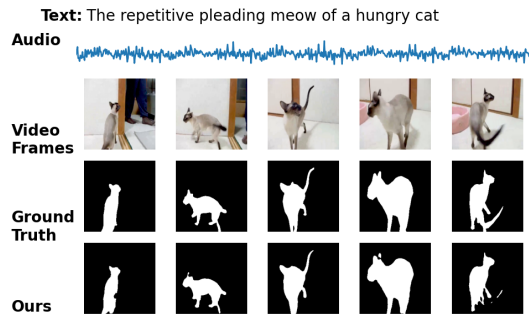 Text: The repetitive pleading meow of a hungry cat
Audio
Video
Frames
Ground
Truth
Ours